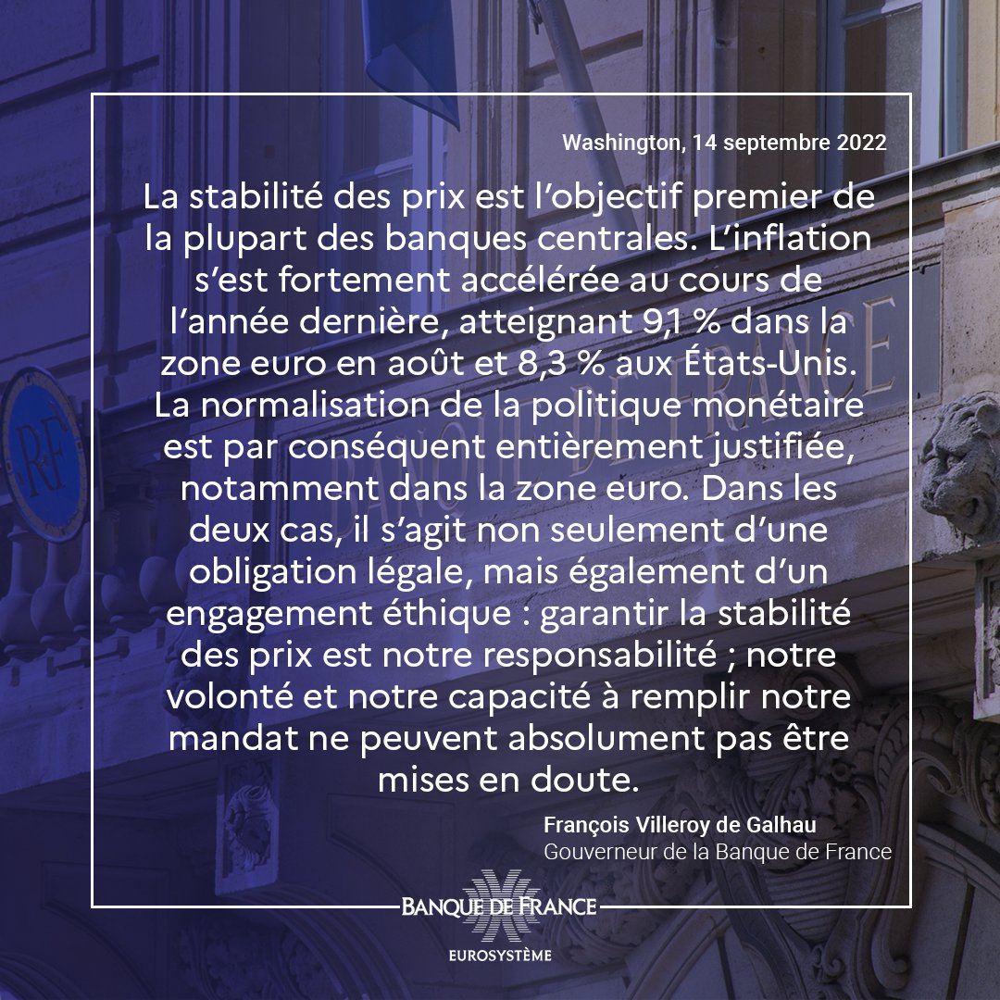 Washington, 14 septembre 2022
La stabilité des prix est l’objectif premier de
la plupart des banques centrales. L’inflation
s’est fortement accélérée au cours de
l’année dernière, atteignant 9,1 % dans la
zone euro en août et 8,3 % aux États-Unis.
La normalisation de la politique monétaire
est par conséquent entièrement justifiée,
notamment dans la zone euro. Dans les
deux cas, il s’agit non seulement d’une
obligation légale, mais également d’un
engagement éthique : garantir la stabilité
des prix est notre responsabilité ; notre
volonté et notre capacité à remplir notre
mandat ne peuvent absolument pas être
mises en doute.
François Villeroy de Galhau
Gouverneur de la Banque de France
BANQUE DE FRANCE
EUROSYSTÈME
RF
BANQUE DE FRANCE